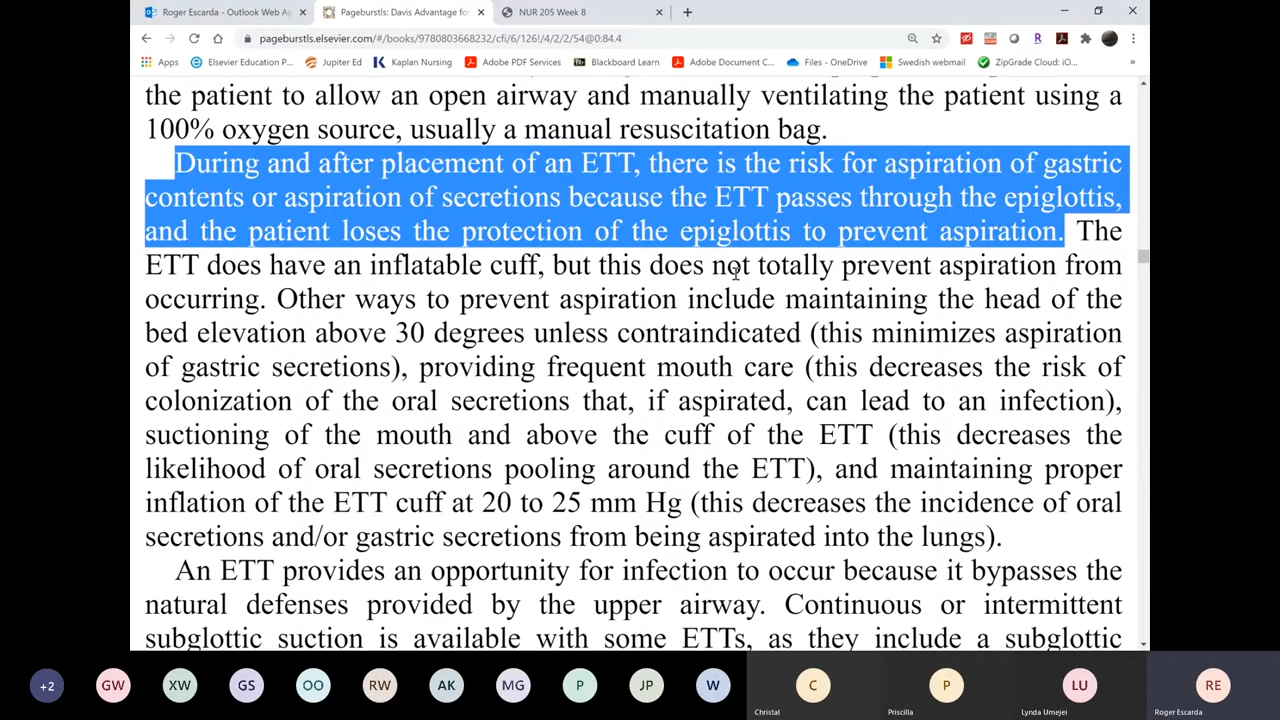 Roger Escarda - Outlook Web Ap
Pageburstls: Davis Advantage for
NUR 205 Week 8
pageburstls.elsevier.com/#/books/9780803668232/cfi/6/126!/4/2/2/54@0:84.4
Apps
Elsevier Education P...
Jupiter Ed
Kaplan Nursing
Adobe PDF Services
Blackboard Learn
Adobe Document C...
Files - OneDrive
Swedish webmail
ZipGrade Cloud: iO...
the patient to allow an open airway and manually ventilating the patient using a
100% oxygen source, usually a manual resuscitation bag.
During and after placement of an ETT, there is the risk for aspiration of gastric
contents or aspiration of secretions because the ETT passes through the epiglottis,
and the patient loses the protection of the epiglottis to prevent aspiration. The
ETT does have an inflatable cuff, but this does not totally prevent aspiration from
occurring. Other ways to prevent aspiration include maintaining the head of the
bed elevation above 30 degrees unless contraindicated (this minimizes aspiration
of gastric secretions), providing frequent mouth care (this decreases the risk of
colonization of the oral secretions that, if aspirated, can lead to an infection),
suctioning of the mouth and above the cuff of the ETT (this decreases the
likelihood of oral secretions pooling around the ETT), and maintaining proper
inflation of the ETT cuff at 20 to 25 mm Hg (this decreases the incidence of oral
secretions and/or gastric secretions from being aspirated into the lungs).
An ETT provides an opportunity for infection to occur because it bypasses the
natural defenses provided by the upper airway. Continuous or intermittent
subglottic suction is available with some ETTs, as they include a subglottic
+2
GW
XW
GS
OO
RW
AK
MG
P
JP
W
C
P
LU
RE
Christal
Priscilla
Lynda Umejei
Roger Escarda